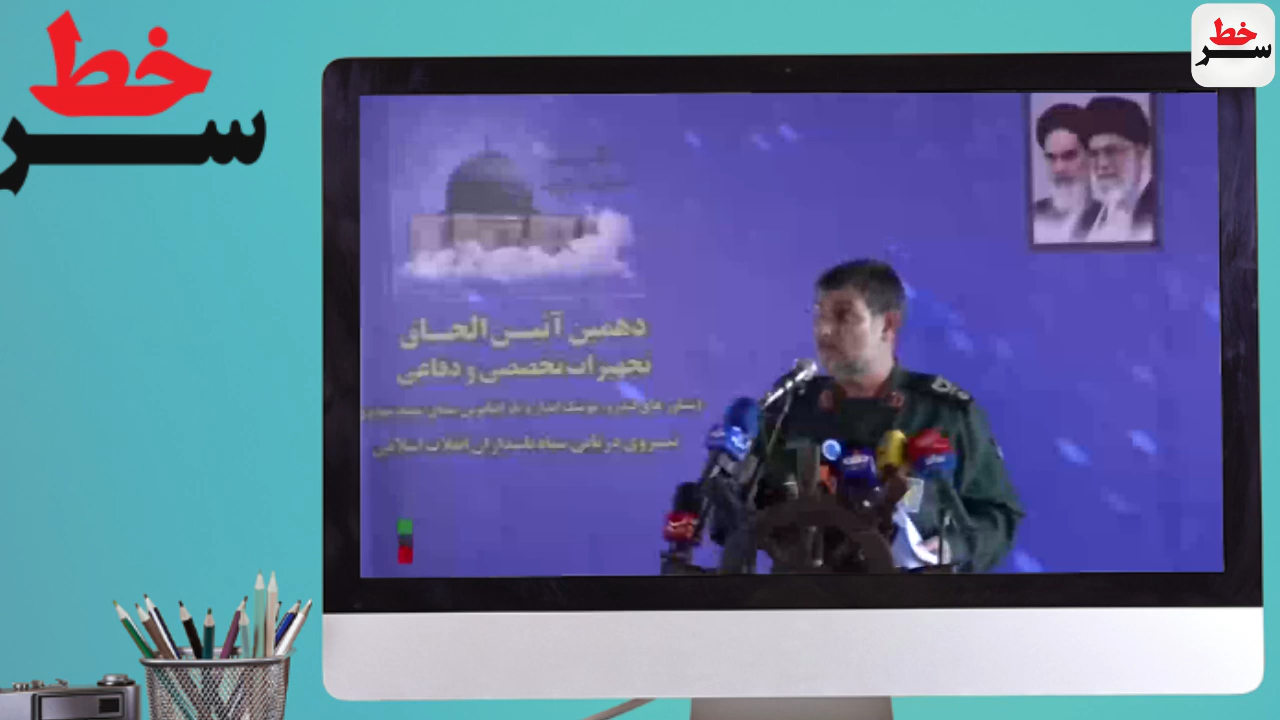 خط
سر
خط
سر
دهمین آئین الحاق
تجهیزات تخصصی و دفاعی
نیروی دریایی سپاه پاسداران انقلاب اسلامی